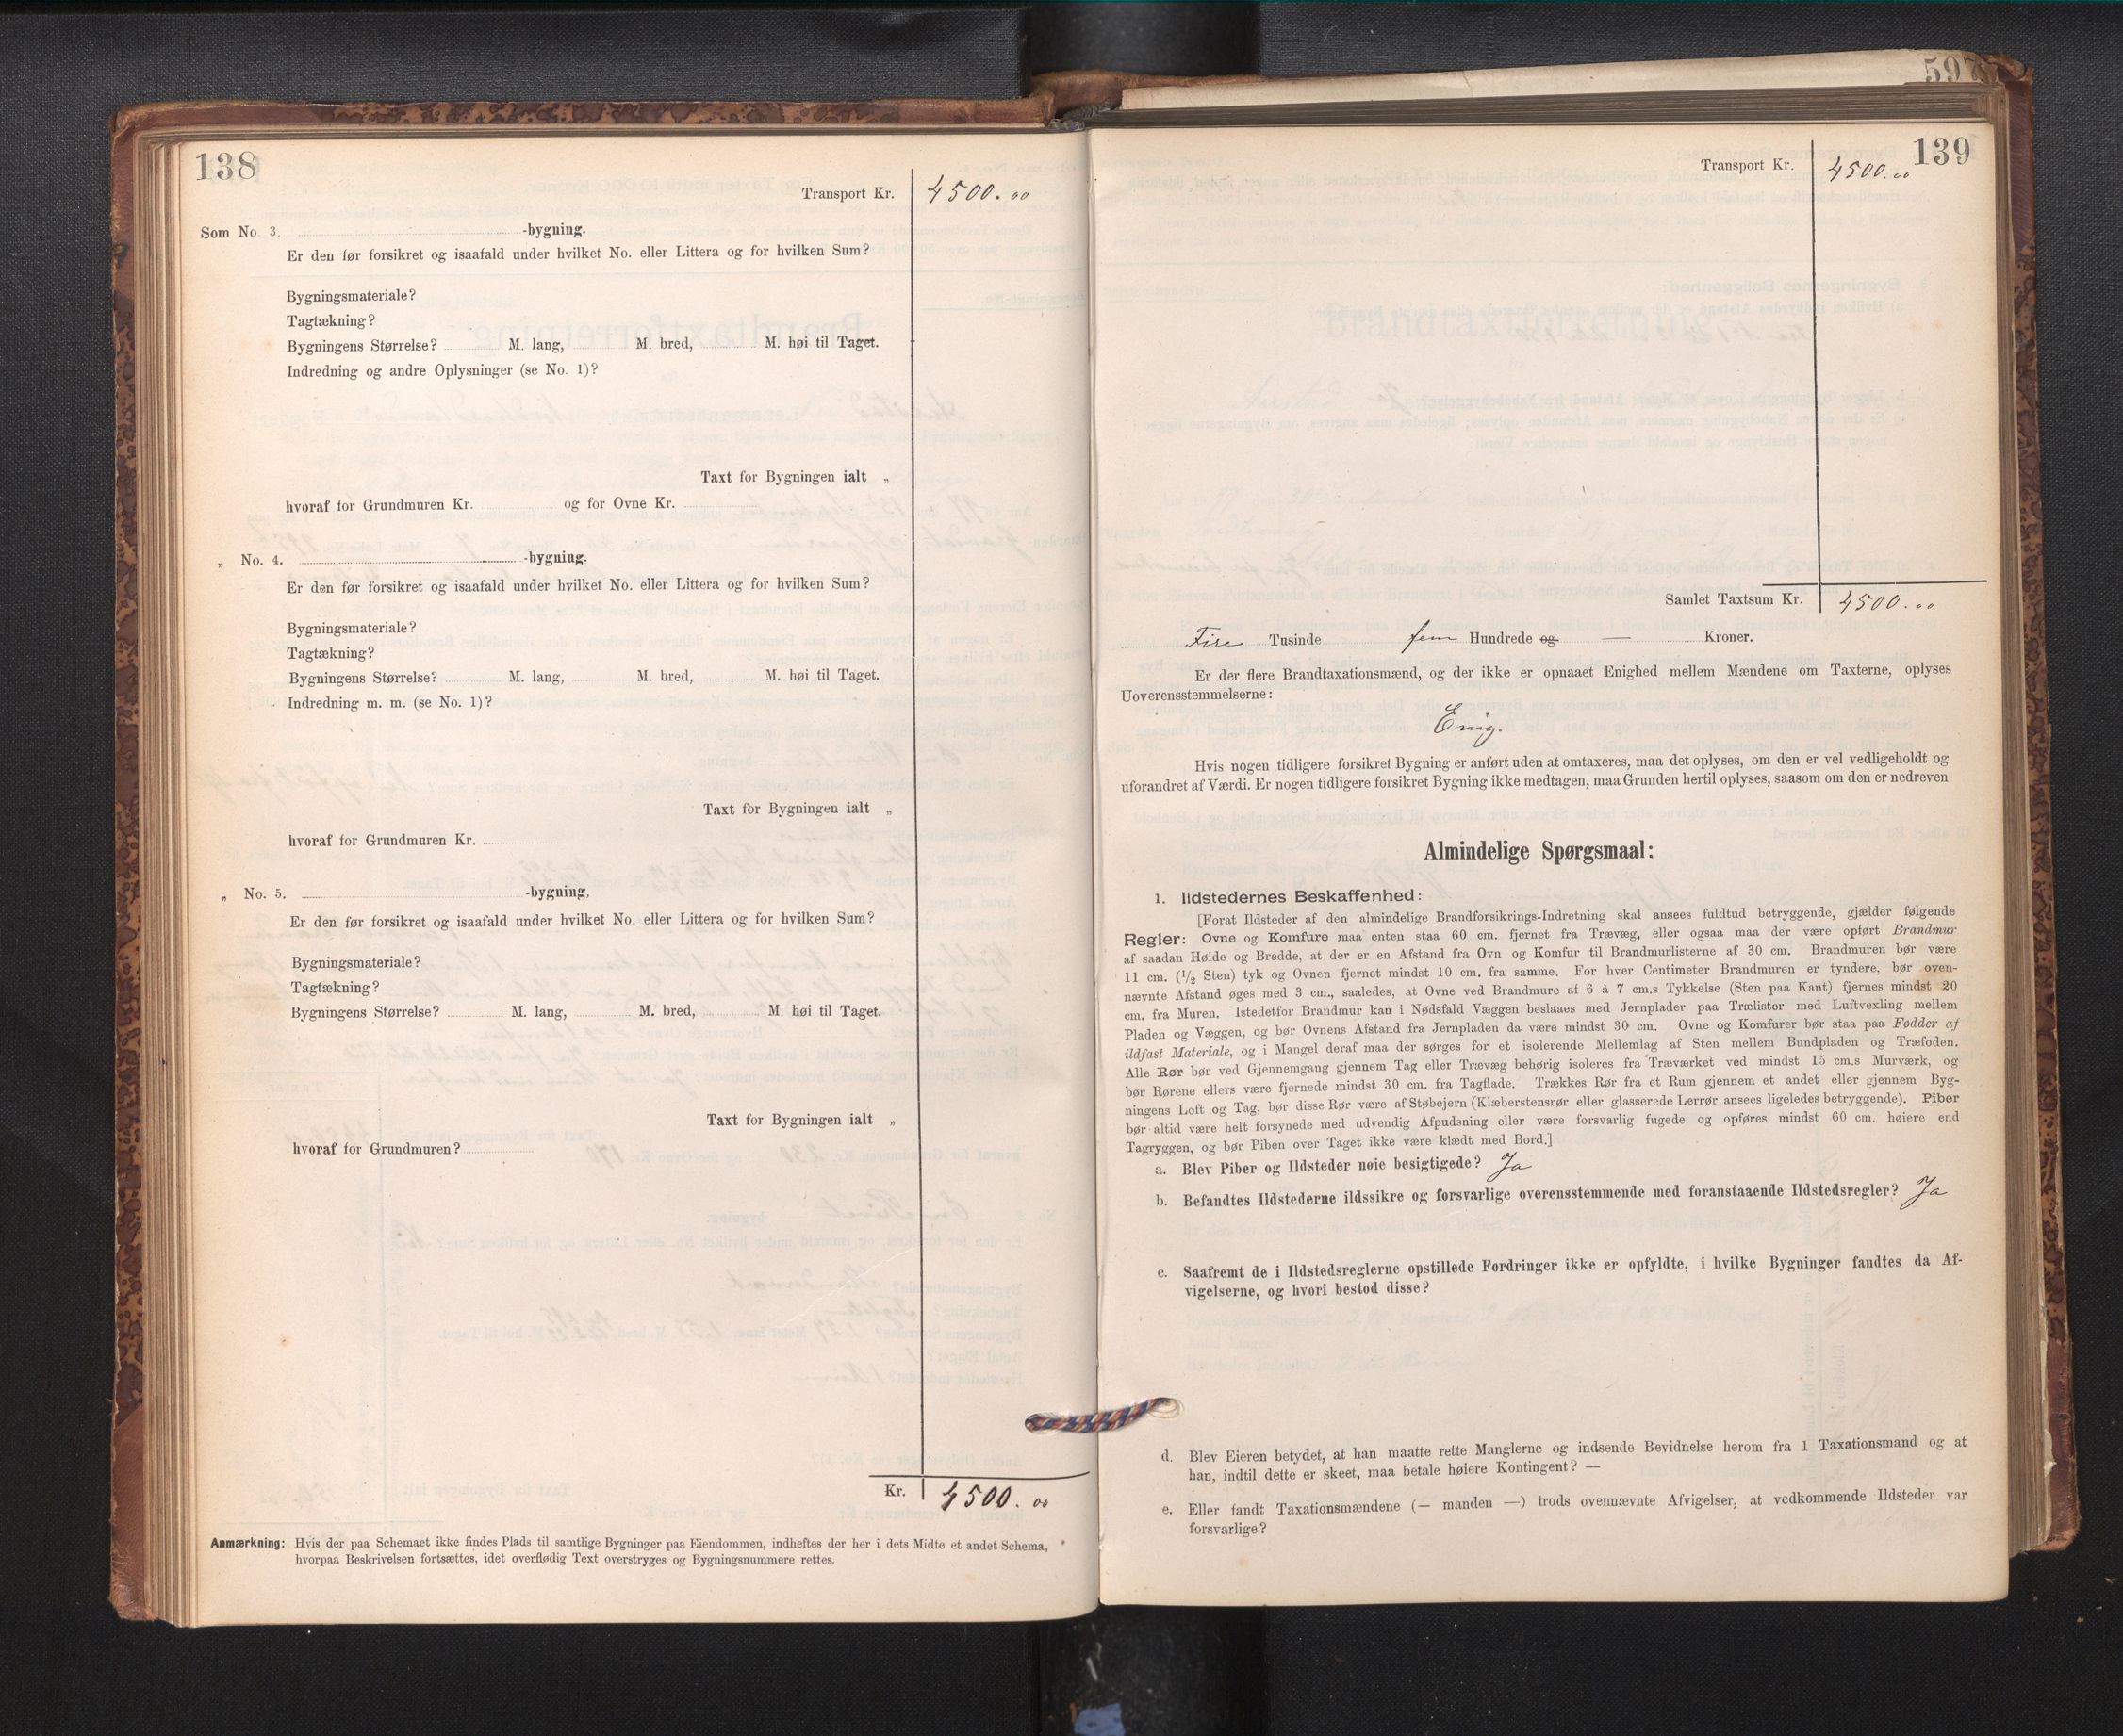 138
Transport Kr. 4500.00
Som No. 3. -bygning.
Er den før forsikret og isaafald under hvilket No. eller Littera og for hvilken Sum?
Bygningsmateriale?
Tagtækning?
Bygningens Størrelse? M. lang, M. bred, M. høi til Taget.
Indredning og andre Oplysninger (se No. 1)?
Taxt for Bygningen ialt „
hvoraf for Grundmuren Kr. og for Ovne Kr.
„ No. 4. -bygning.
Er den før forsikret og isaafald under hvilket No. eller Littera og for hvilken Sum?
Bygningsmateriale?
Tagtækning?
Bygningens Størrelse? M. lang, M. bred, M. høi til Taget.
Indredning m. m. (se No. 1)?
Taxt for Bygningen ialt „
hvoraf for Grundmuren Kr.
„ No. 5. -bygning,
Er den før forsikret og isaafald under hvilket No. eller Littera og for hvilken Sum?
Bygningsmateriale?
Tagtækning?
Bygningens Størrelse? M. lang, M. bred, M. høi til Taget.
Taxt for Bygningen ialt „
hvoraf for Grundmuren?
Kr. 4500.00
Anmærkning: Hvis der paa Schemaet ikke findes Plads til samtlige Bygninger paa Eiendommen, indheftes der her i dets Midte et andet Schema,
hvorpaa Beskrivelsen fortsættes, idet overflødig Text overstryges og Bygningsnummere rettes.
597
139
Transport Kr. 4500.00
Samlet Taxtsum Kr. 4500.00
Fire Tusinde fem Hundrede og — Kroner.
Er der flere Brandtaxationsmænd, og der ikke er opnaaet Enighed mellem Mændene om Taxterne, oplyses
Uoverensstemmelserne:
Enig.
Hvis nogen tidligere forsikret Bygning er anført uden at omtaxeres, maa det oplyses, om den er vel vedligeholdt og
uforandret af Værdi. Er nogen tidligere forsikret Bygning ikke medtagen, maa Grunden hertil oplyses, saasom om den er nedreven
Almindelige Spørgsmaal:
1. Ildstedernes Beskaffenhed:
[Forat Ildsteder af den almindelige Brandforsikrings-Indretning skal ansees fuldtud betryggende, gjælder følgende
Regler: Ovne og Komfure maa enten staa 60 cm. fjernet fra Trævæg, eller ogsaa maa der være opført Brandmur
af saadan Høide og Bredde, at der er en Afstand fra Ovn og Komfur til Brandmurlisterne af 30 cm. Brandmuren bør være
11 cm. (1/2 Sten) tyk og Ovnen fjernet mindst 10 cm. fra samme. For hver Centimeter Brandmuren er tyndere, bør oven-
nævnte Afstand øges med 3 cm., saaledes, at Ovne ved Brandmure af 6 à 7 cm.s Tykkelse (Sten paa Kant) fjernes mindst 20
cm. fra Muren. Istedetfor Brandmur kan i Nødsfald Væggen beslaaes med Jernplader paa Trælister med Luftvexling mellem
Pladen og Væggen, og bør Ovnens Afstand fra Jernpladen da være mindst 30 cm. Ovne og Komfurer bør staa paa Fødder af
ildfast Materiale, og i Mangel deraf maa der sørges for et isolerende Mellemlag af Sten mellem Bundpladen og Træfoden.
Alle Rør bør ved Gjennemgang gjennem Tag eller Trævæg behørig isoleres fra Træværket ved mindst 15 cm.s Murværk, og
bør Rørene ellers være fjernede mindst 30 cm. fra Tagflade. Trækkes Rør fra et Rum gjennem et andet eller gjennem Byg-
ningens Loft og Tag, bør disse Rør være af Støbejern (Klæberstensrør eller glasserede Lerrør ansees ligeledes betryggende). Piber
bør altid være helt forsynede med udvendig Afpudsning eller være forsvarlig fugede og opføres mindst 60 cm. høiere end
Tagryggen, og bør Piben over Taget ikke være klædt med Bord.]
a. Blev Piber og Ildsteder nøie besigtigede? Ja
b. Befandtes Ildstederne ildssikre og forsvarlige overensstemmende med foranstaaende Ildstedsregler? Ja
c. Saafremt de i Ildstedsreglerne opstillede Fordringer ikke er opfyldte, i hvilke Bygninger fandtes da Af-
vigelserne, og hvori bestod disse?
d. Blev Eieren betydet, at han maatte rette Manglerne og indsende Bevidnelse herom fra 1 Taxationsmand og at
han, indtil dette er skeet, maa betale høiere Kontingent? —
e. Eller fandt Taxationsmændene (— manden —) trods ovennævnte Afvigelser, at vedkommende Ildsteder var
forsvarlige?